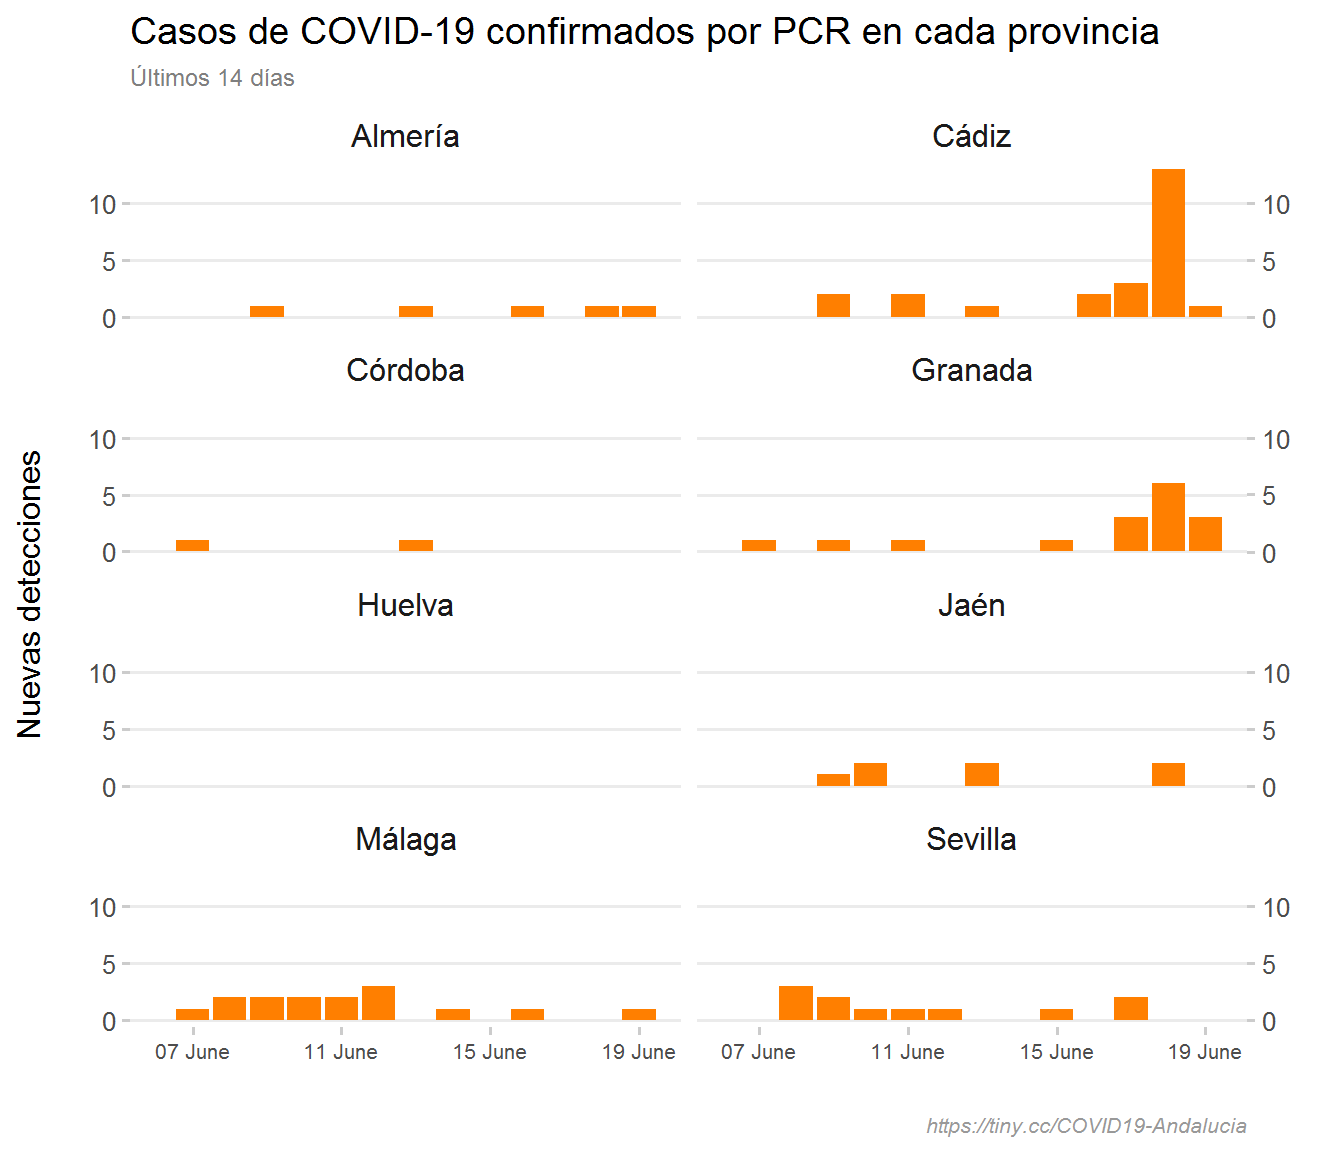 Casos de COVID-19 confirmados por PCR en cada provincia
Últimos 14 días
Almería
Cádiz
10
5
0
10
5
0
Córdoba
Granada
10
5
0
10
5
0
Nuevas detecciones
Huelva
Jaén
10
5
0
10
5
0
Málaga
Sevilla
10
5
0
10
5
0
07 June 11 June 15 June 19 June
07 June 11 June 15 June 19 June
https://tiny.cc/COVID19-Andalucia